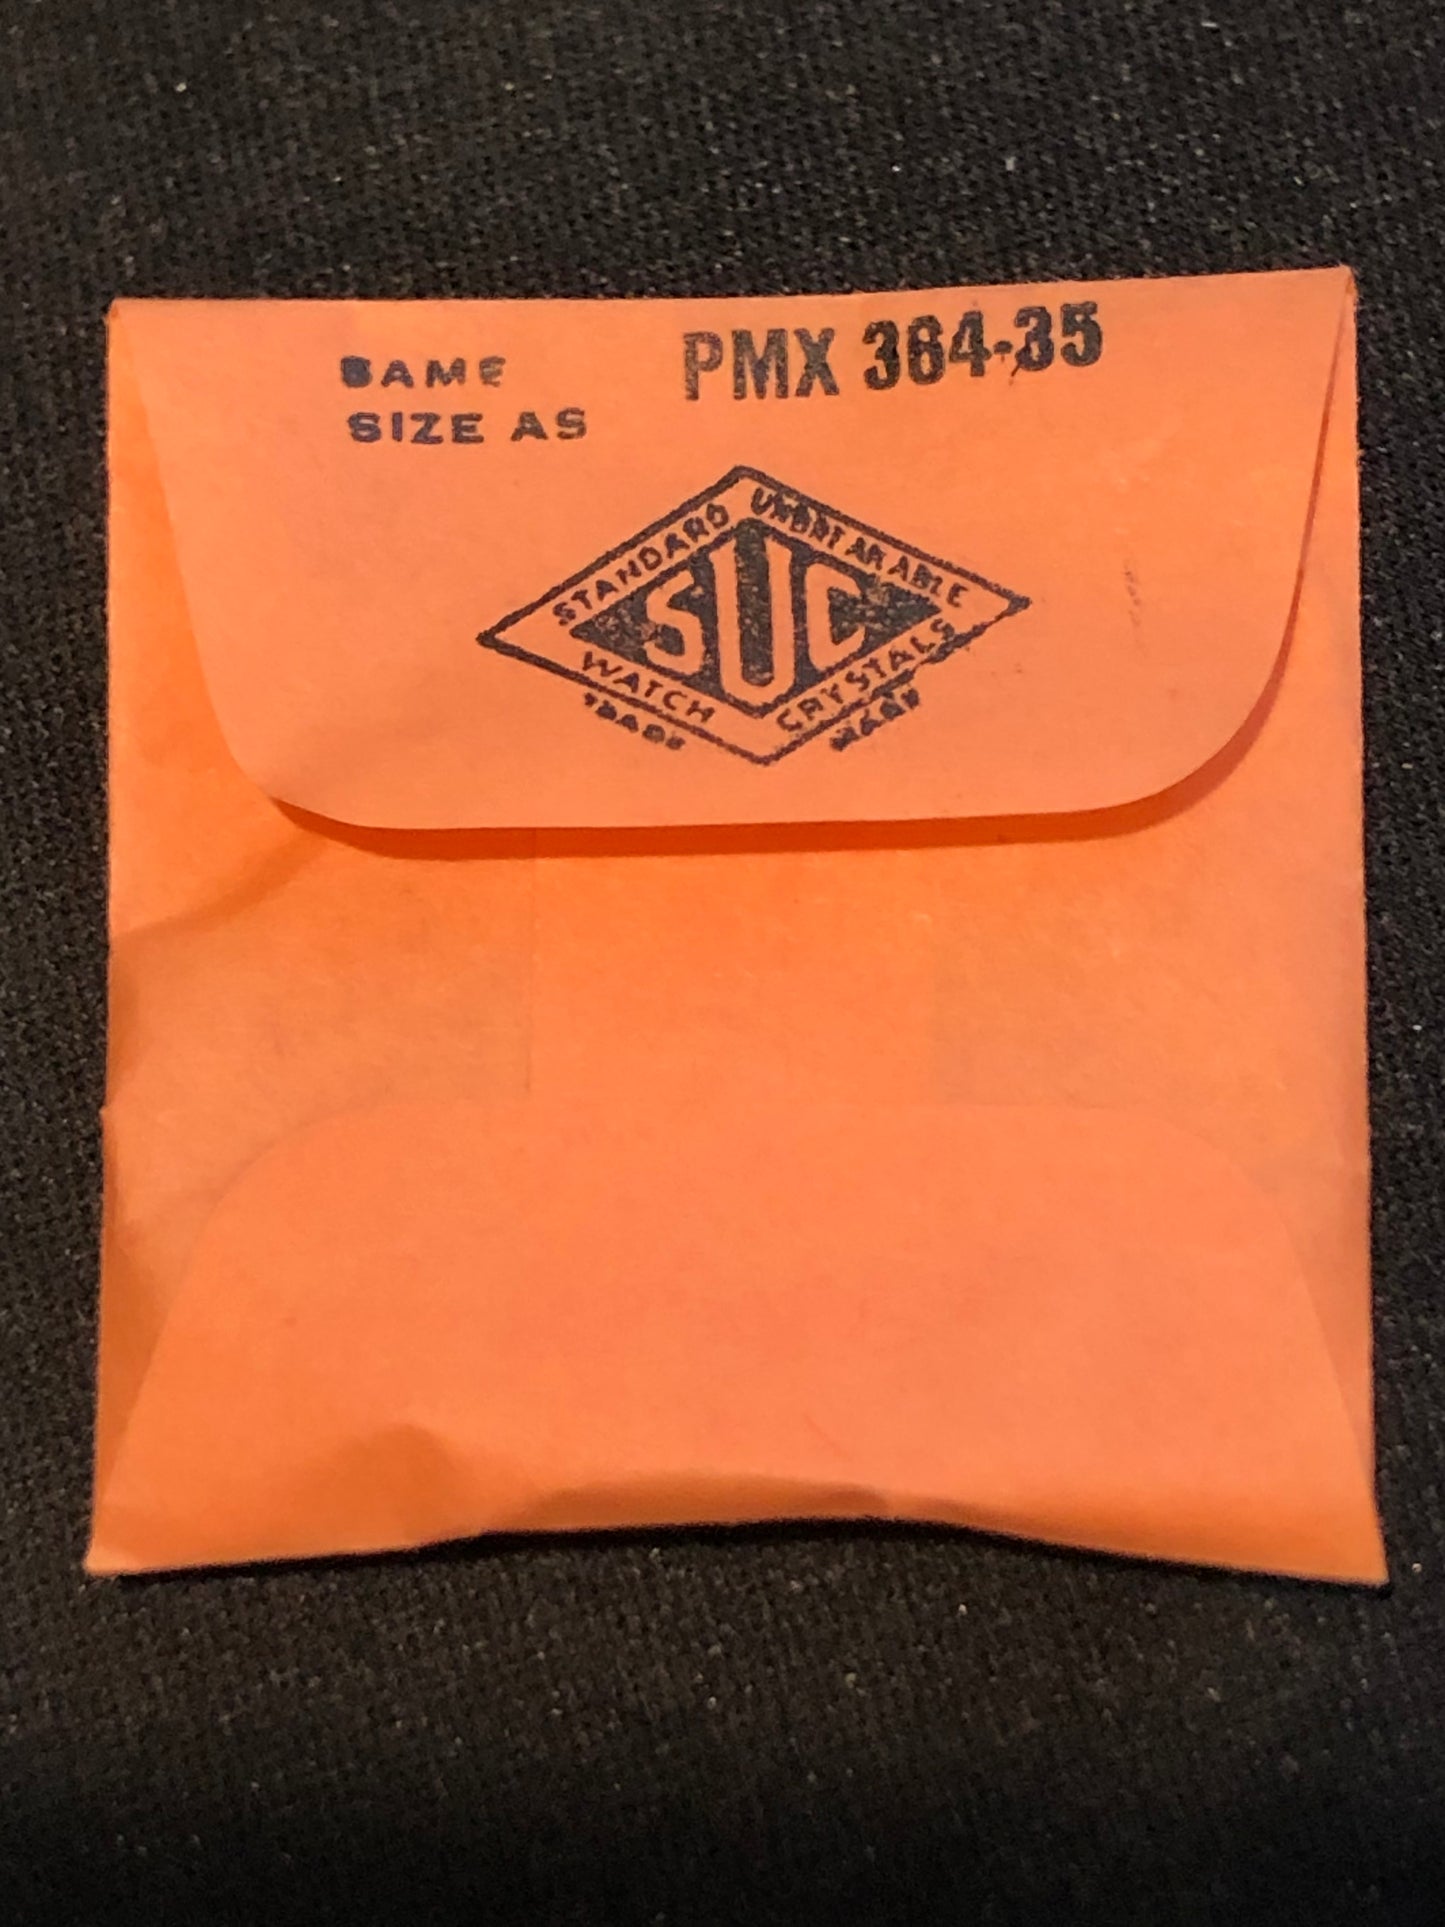 SAME
SIZE AS
PMX 364-35
STANDARD UNBREAKABLE
SUC
WATCH CRYSTALS
TRADE MARK